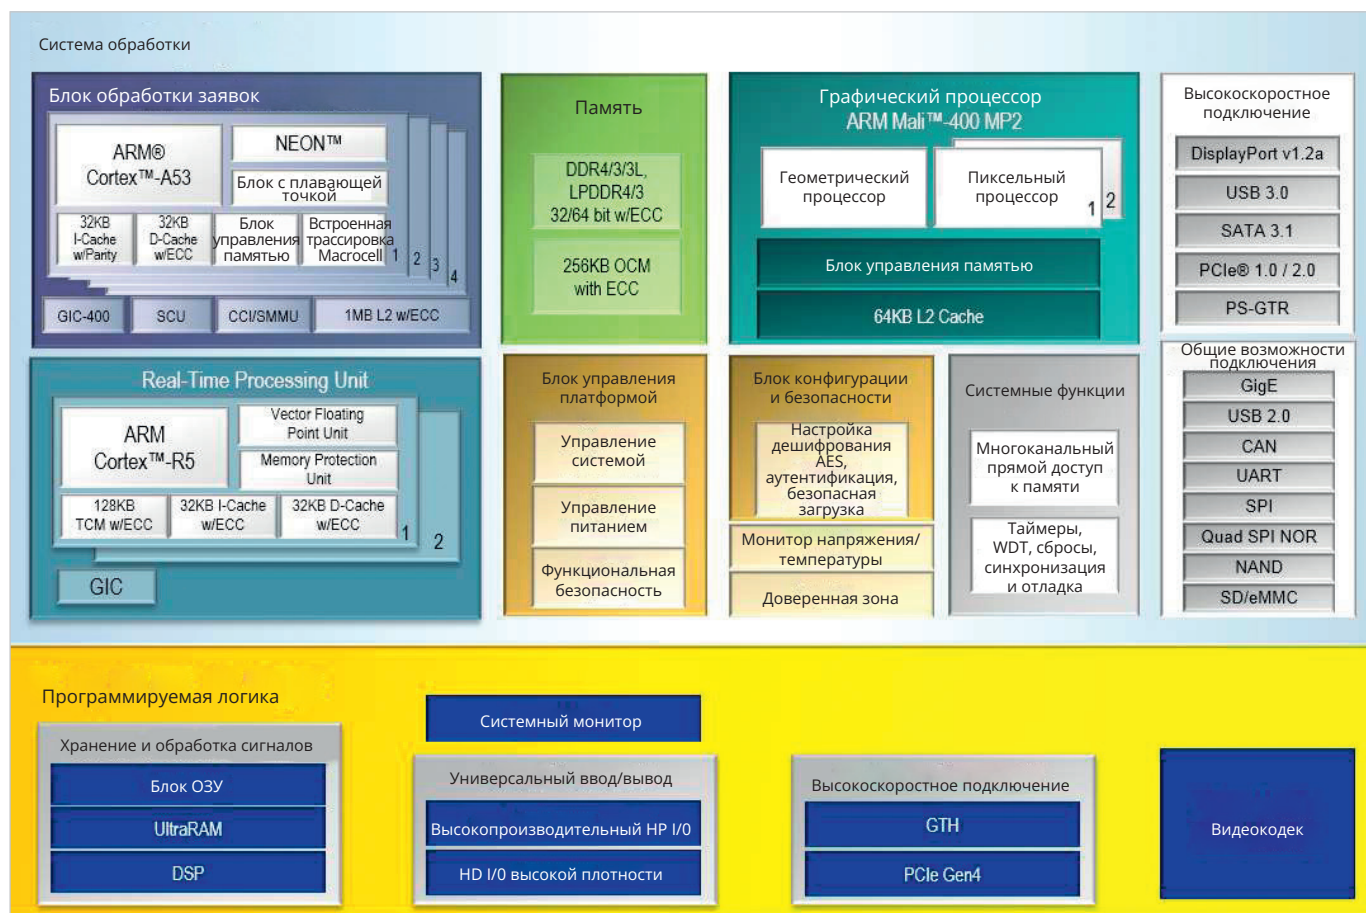 Система обработки
Блок обработки заявок
ARM®
Cortex™-A53
NEON™
Блок с плавающей
точкой
32KB
I-Cache
w/Parity
32KB
D-Cache
w/ECC
Блок
управления
памятью
Встроенная
трассировка
Macrocell
1
2
3
4
GIC-400
SCU
CCI/SMMU
1MB L2 w/ECC
Память
DDR4/3/3L,
LPDDR4/3
32/64 bit w/ECC
256KB OCM
with ECC
Графический процессор
ARM Mali™-400 MP2
Геометрический
процессор
Пиксельный
процессор
1
2
Блок управления памятью
64KB L2 Cache
Высокоскоростное
подключение
DisplayPort v1.2a
USB 3.0
SATA 3.1
PCIe® 1.0 / 2.0
PS-GTR
Real-Time Processing Unit
ARM
Cortex™-R5
Vector Floating
Point Unit
Memory Protection
Unit
128KB
TCM w/ECC
32KB I-Cache
w/ECC
32KB D-Cache
w/ECC
1
2
GIC
Блок управления
платформой
Управление
системой
Управление
питанием
Функциональная
безопасность
Блок конфигурации
и безопасности
Настройка
дешифрования
AES,
аутентификация,
безопасная
загрузка
Монитор напряжения/
температуры
Доверенная зона
Системные функции
Многоканальный
прямой доступ
к памяти
Таймеры,
WDT, сбросы,
синхронизация
и отладка
Общие возможности
подключения
GigE
USB 2.0
CAN
UART
SPI
Quad SPI NOR
NAND
SD/eMMC
Программируемая логика
Хранение и обработка сигналов
Блок ОЗУ
UltraRAM
DSP
Системный монитор
Универсальный ввод/вывод
Высокопроизводительный HP I/0
HD I/0 высокой плотности
Высокоскоростное подключение
GTH
PCIe Gen4
Видеокодек